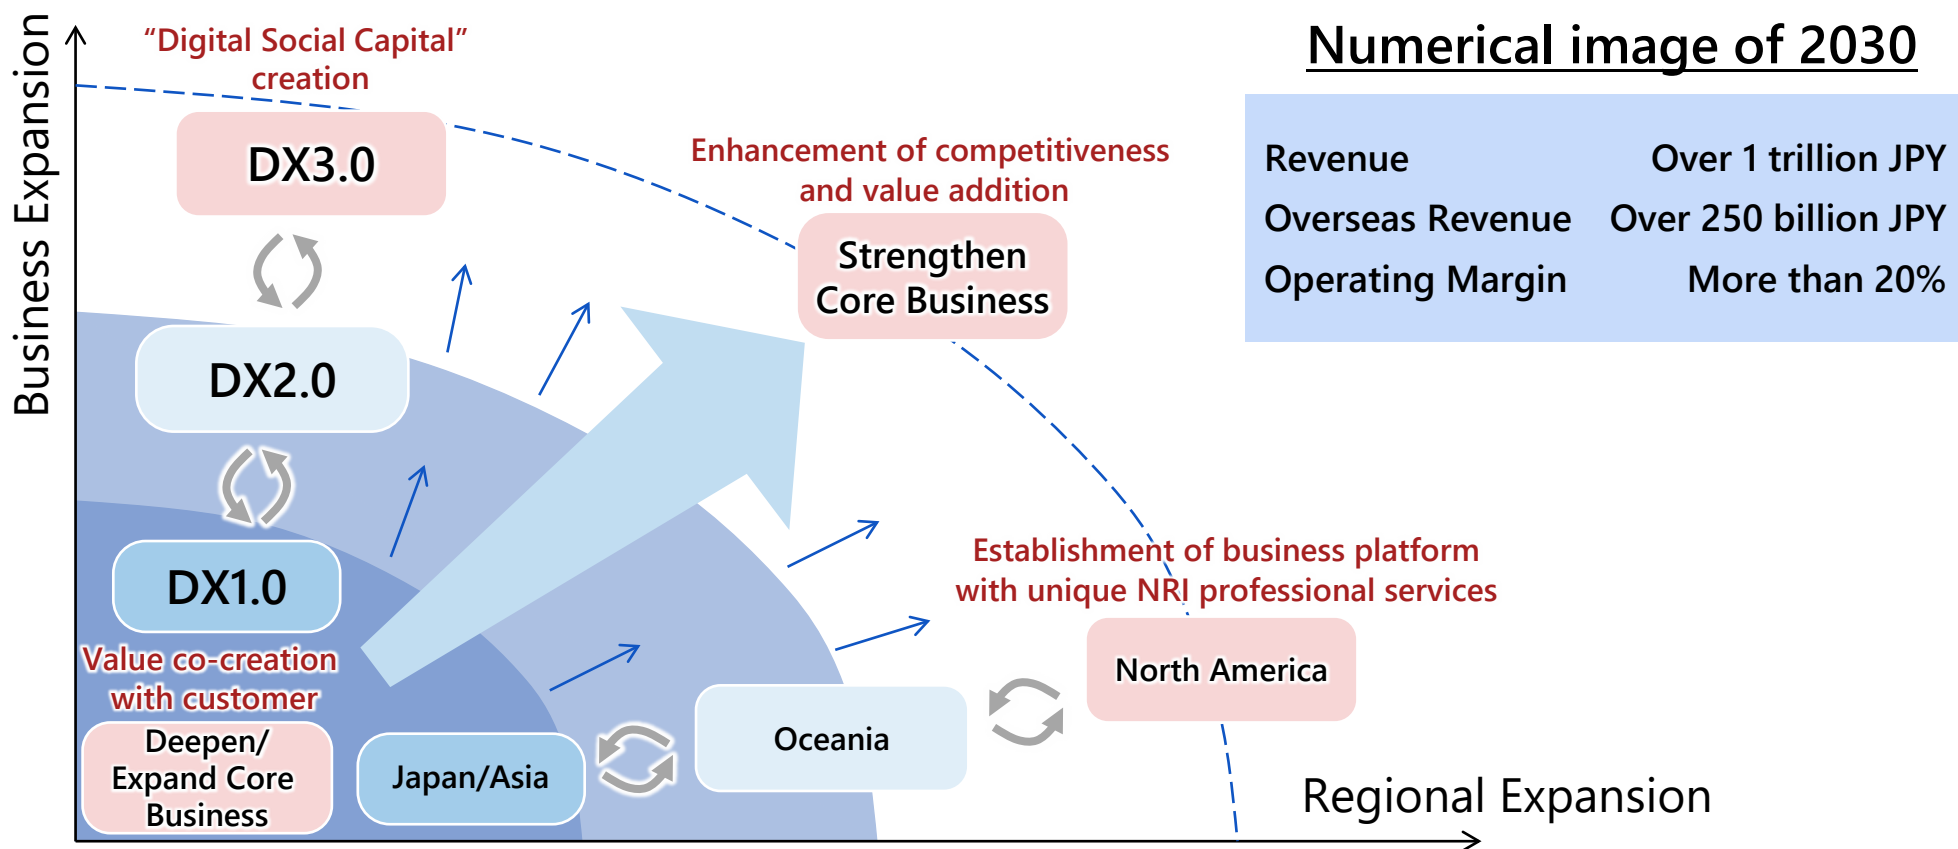 Business Expansion
“Digital Social Capital”
creation
DX3.0
DX2.0
DX1.0
Value co-creation
with customer
Deepen/
Expand Core
Business
Japan/Asia
Oceania
North America
Establishment of business platform
with unique NRI professional services
Enhancement of competitiveness
and value addition
Strengthen
Core Business
Regional Expansion
Numerical image of 2030
Revenue Over 1 trillion JPY
Overseas Revenue Over 250 billion JPY
Operating Margin More than 20%